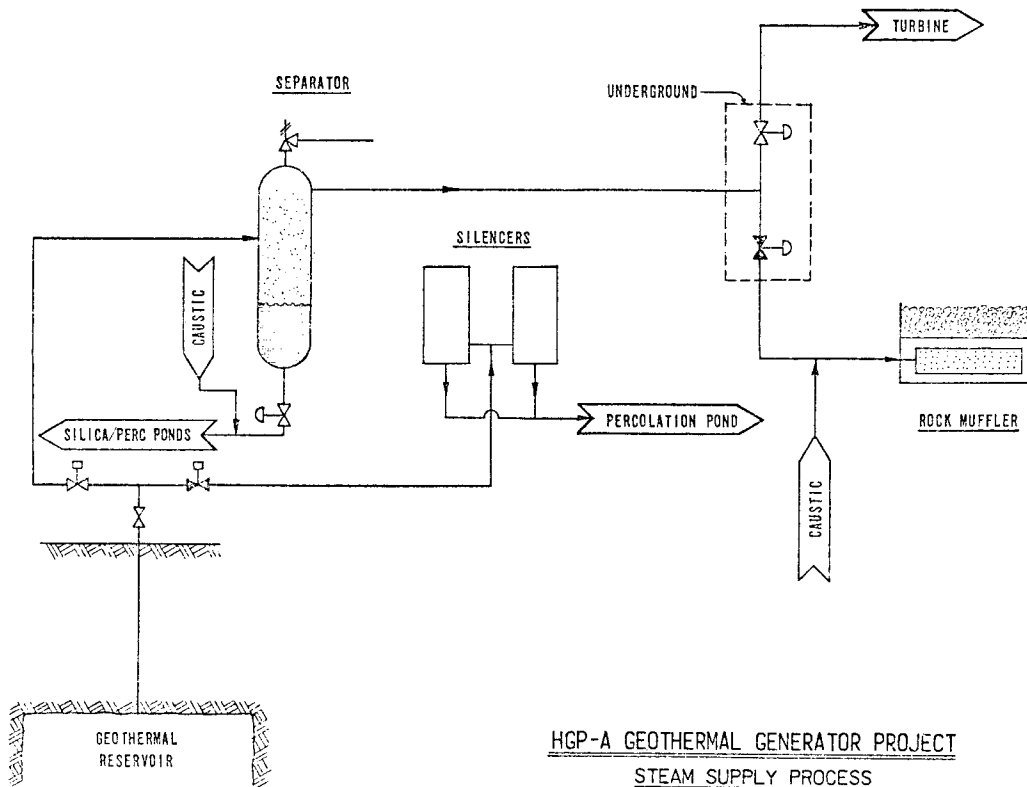 TURBINE
SEPARATOR
UNDERGROUND
SILENCERS
CAUSTIC
SILICA/PERC PONDS
PERCOLATION POND
ROCK MUFFLER
CAUSTIC
GEOTHERMAL
RESERVOIR
HGP-A GEOTHERMAL GENERATOR PROJECT
STEAM SUPPLY PROCESS